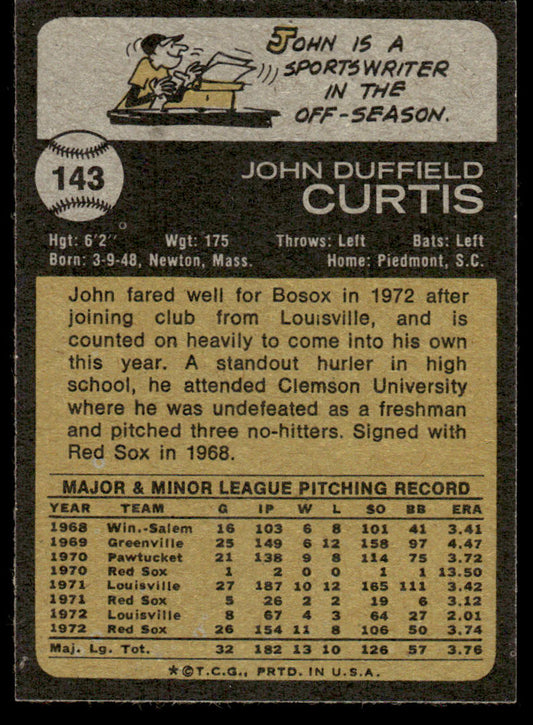 JOHN IS A
SPORTSWRITER
IN THE
OFF-SEASON.
143
JOHN DUFFIELD
CURTIS
Hgt: 6'2" Wgt: 175 Throws: Left Bats: Left
Born: 3-9-48, Newton, Mass. Home: Piedmont, S.C.
John fared well for Bosox in 1972 after
joining club from Louisville, and is
counted on heavily to come into his own
this year. A standout hurler in high
school, he attended Clemson University
where he was undefeated as a freshman
and pitched three no-hitters. Signed with
Red Sox in 1968.
MAJOR & MINOR LEAGUE PITCHING RECORD
YEAR TEAM G IP W L SO BB ERA
1968 Win.-Salem 16 103 6 8 101 41 3.41
1969 Greenville 25 149 6 12 158 97 4.47
1970 Pawtucket 21 138 9 8 114 75 3.72
1970 Red Sox 1 2 0 0 1 1 13.50
1971 Louisville 27 187 10 12 165 111 3.42
1971 Red Sox 5 26 2 2 19 6 3.12
1972 Louisville 8 67 4 3 64 27 2.01
1972 Red Sox 26 154 11 8 106 50 3.74
Maj. Lg. Tot. 32 182 13 10 126 57 3.76
*©T.C.G., PRTD. IN U.S.A.